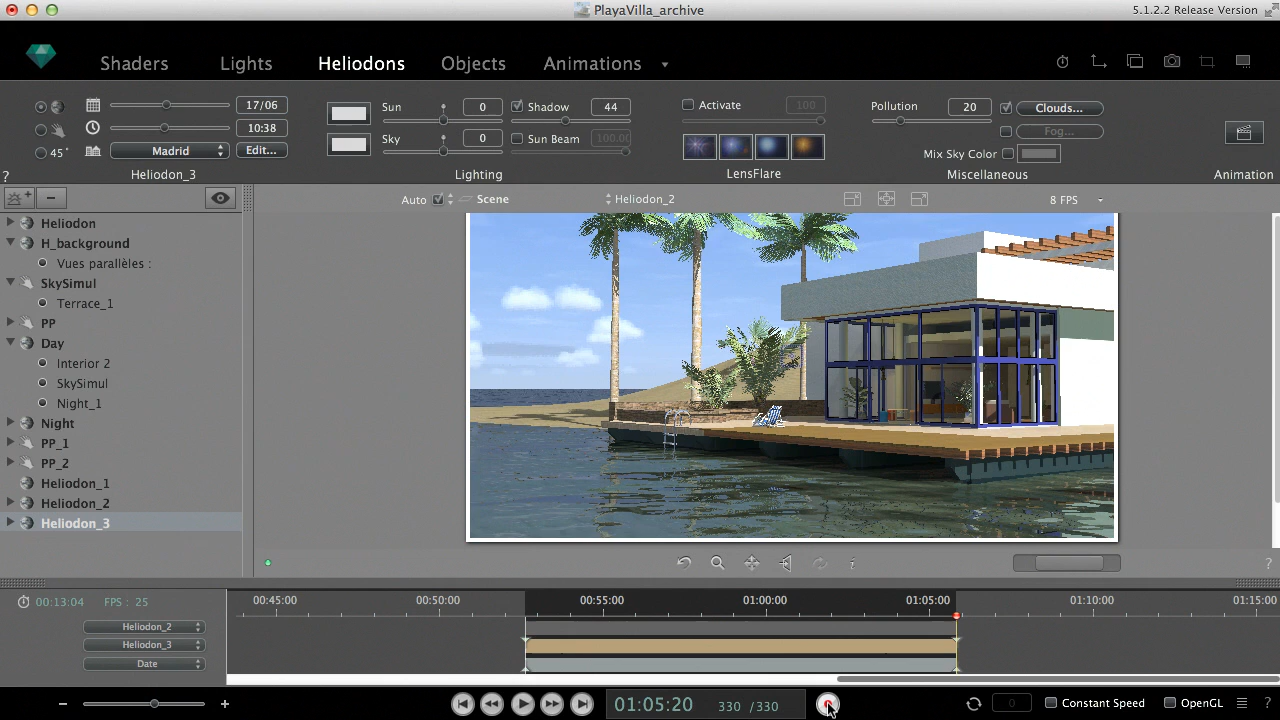 PlayaVilla_archive
5.1.2.2 Release Version
Shaders
Lights
Heliodons
Objects
Animations
17/06
Sun
0
Shadow
44
Activate
100
Pollution
20
Clouds...
10:38
Fog...
45°
Madrid
Edit...
Sky
0
Sun Beam
100.00
Mix Sky Color
?
Heliodon_3
Lighting
LensFlare
Miscellaneous
Animation
Auto
Scene
Heliodon_2
8 FPS
Heliodon
H_background
Vues parallèles :
SkySimul
Terrace_1
PP
Day
Interior 2
SkySimul
Night_1
Night
PP_1
PP_2
Heliodon_1
Heliodon_2
Heliodon_3
i
?
00:13:04
FPS : 25
00:45:00
00:50:00
00:55:00
01:00:00
01:05:00
01:10:00
01:15:00
Heliodon_2
Heliodon_3
Date
01:05:20
330 /330
0
Constant Speed
OpenGL
?